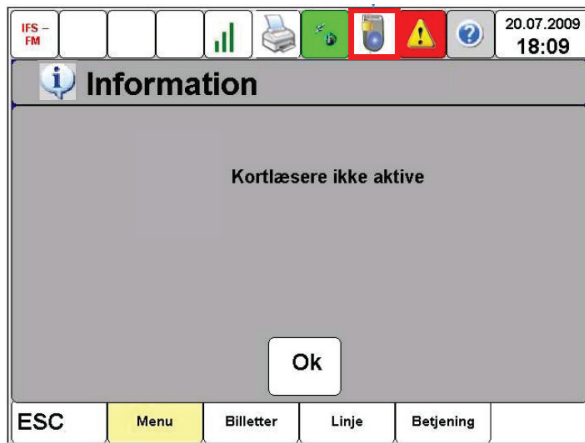 IFS –
FM
20.07.2009
18:09
Information
Kortlæsere ikke aktive
Ok
ESC
Menu
Billetter
Linje
Betjening